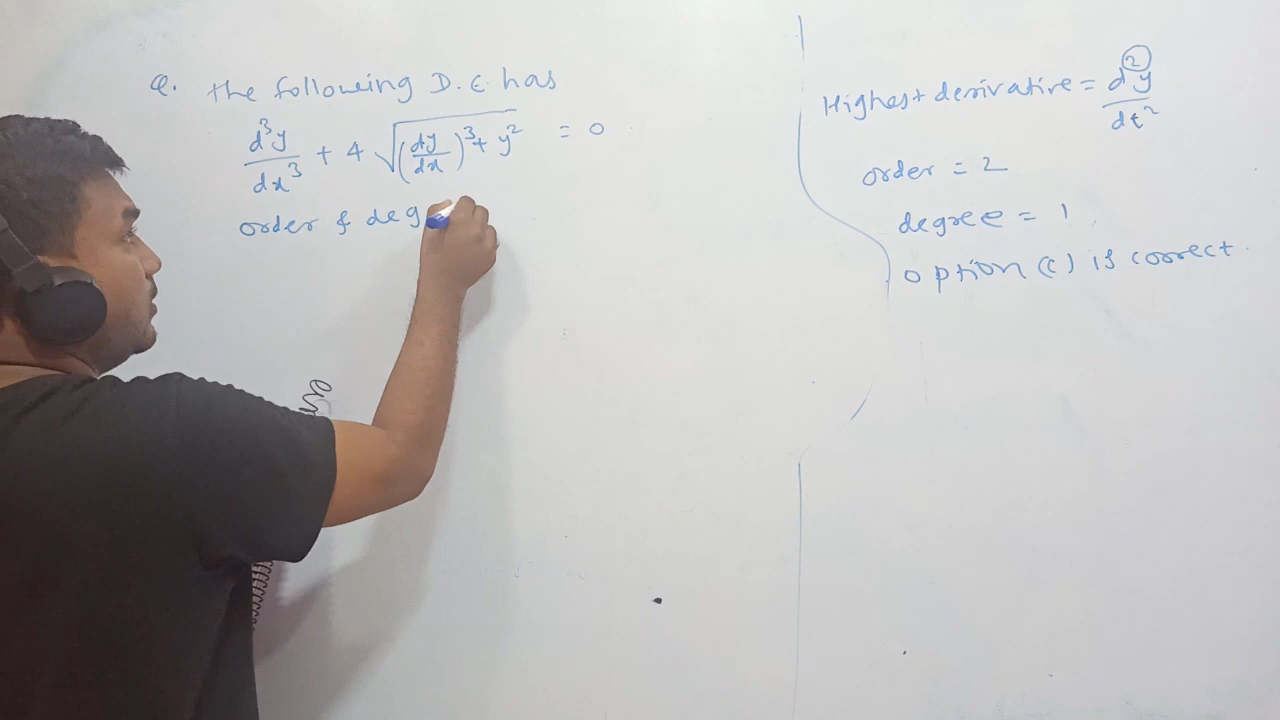 Q. The following D.E. has
d³y/dx³ + 4 √((dy/dx)³ + y²) = 0
order & deg
Highest derivative = d²y/dt²
order = 2
degree = 1
option (c) is correct.